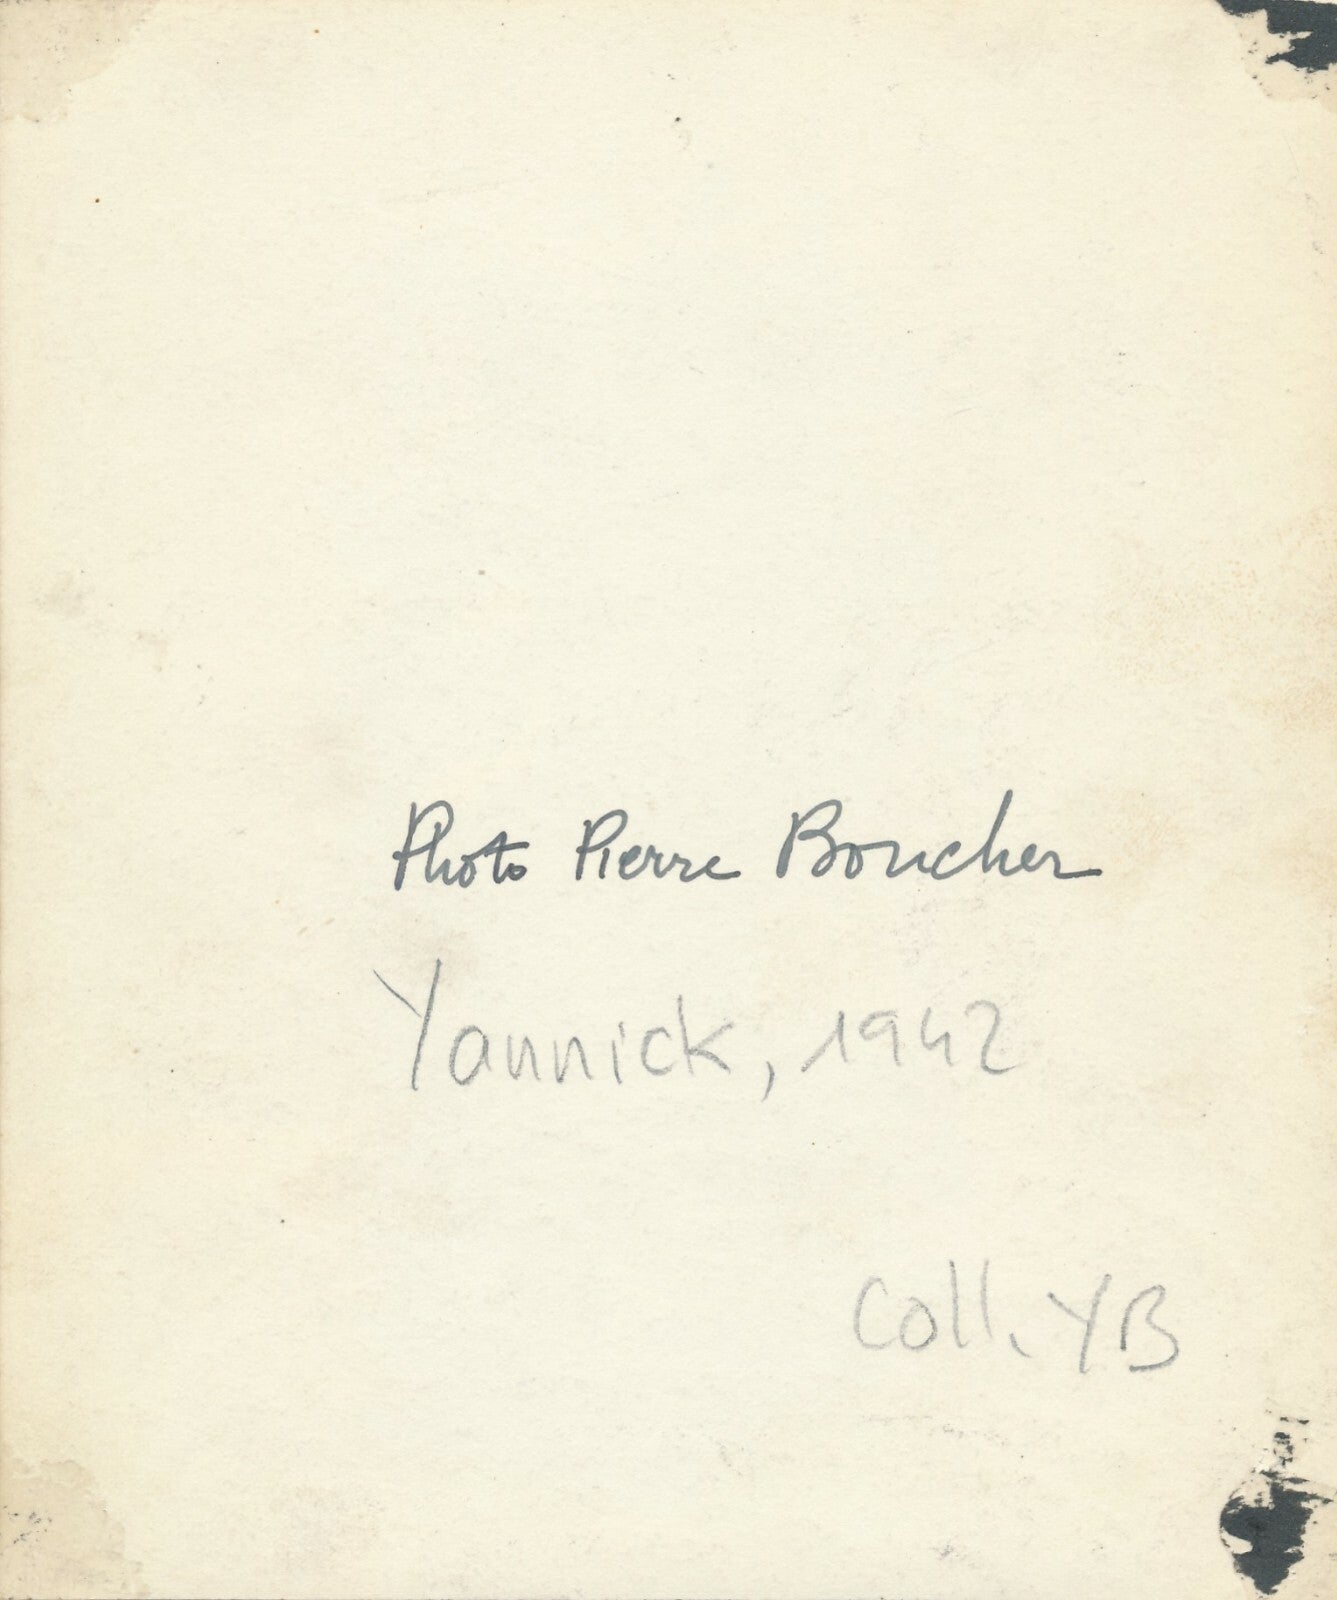 Photo Pierre Boucher
Yannick, 1942
Coll. YB